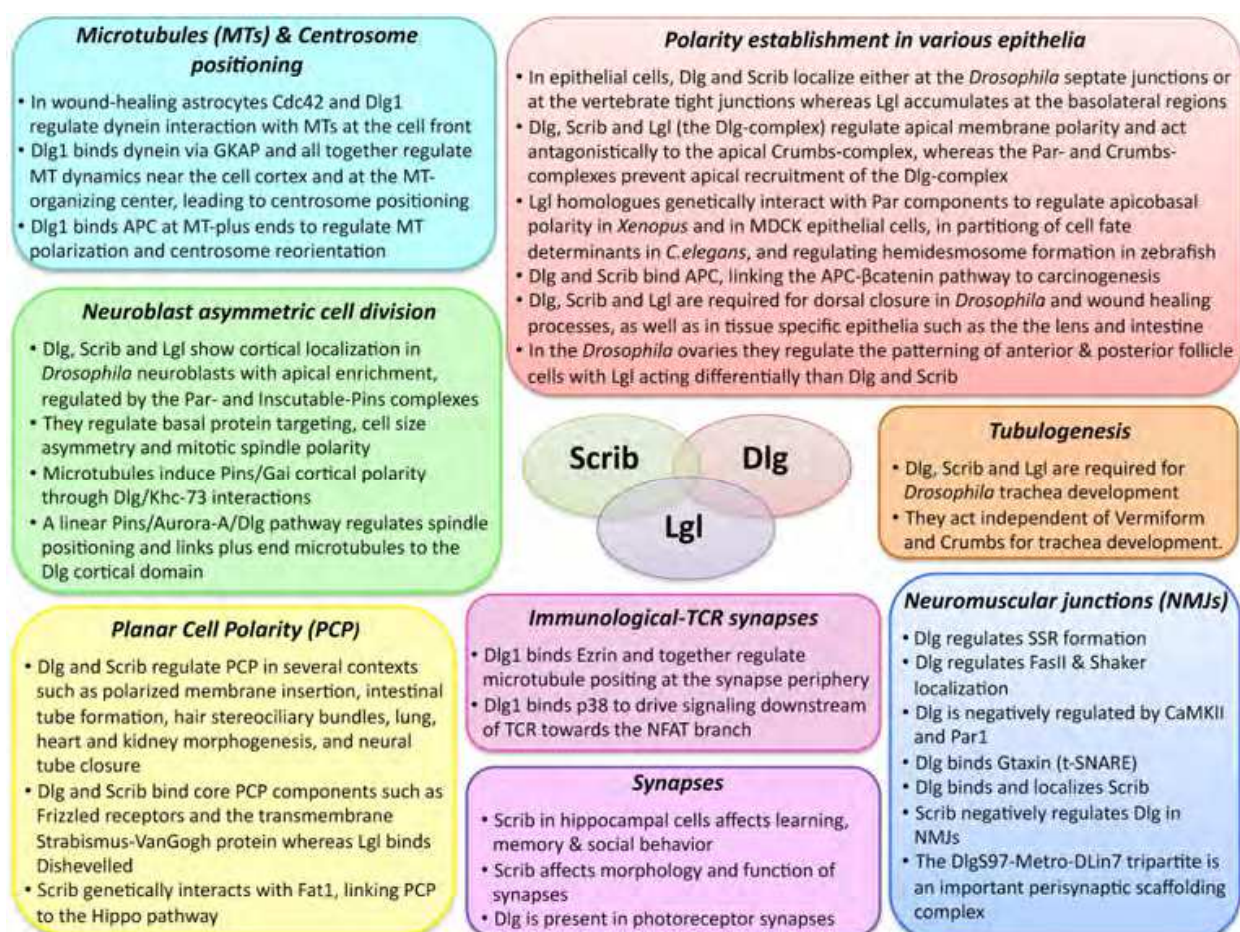 Microtubules (MTs) & Centrosome
positioning
• In wound-healing astrocytes Cdc42 and Dlg1
regulate dynein interaction with MTs at the cell front
• Dlg1 binds dynein via GKAP and all together regulate
MT dynamics near the cell cortex and at the MT-
organizing center, leading to centrosome positioning
• Dlg1 binds APC at MT-plus ends to regulate MT
polarization and centrosome reorientation
Polarity establishment in various epithelia
• In epithelial cells, Dlg and Scrib localize either at the Drosophila septate junctions or
at the vertebrate tight junctions whereas Lgl accumulates at the basolateral regions
• Dlg, Scrib and Lgl (the Dlg-complex) regulate apical membrane polarity and act
antagonistically to the apical Crumbs-complex, whereas the Par- and Crumbs-
complexes prevent apical recruitment of the Dlg-complex
• Lgl homologues genetically interact with Par components to regulate apicobasal
polarity in Xenopus and in MDCK epithelial cells, in partitiong of cell fate
determinants in C.elegans, and regulating hemidesmosome formation in zebrafish
• Dlg and Scrib bind APC, linking the APC-βcatenin pathway to carcinogenesis
• Dlg, Scrib and Lgl are required for dorsal closure in Drosophila and wound healing
processes, as well as in tissue specific epithelia such as the the lens and intestine
• In the Drosophila ovaries they regulate the patterning of anterior & posterior follicle
cells with Lgl acting differentially than Dlg and Scrib
Neuroblast asymmetric cell division
• Dlg, Scrib and Lgl show cortical localization in
Drosophila neuroblasts with apical enrichment,
regulated by the Par- and Inscutable-Pins complexes
• They regulate basal protein targeting, cell size
asymmetry and mitotic spindle polarity
• Microtubules induce Pins/Gai cortical polarity
through Dlg/Khc-73 interactions
• A linear Pins/Aurora-A/Dlg pathway regulates spindle
positioning and links plus end microtubules to the
Dlg cortical domain
Scrib
Dlg
Lgl
Tubulogenesis
• Dlg, Scrib and Lgl are required for
Drosophila trachea development
• They act independent of Vermiform
and Crumbs for trachea development.
Planar Cell Polarity (PCP)
• Dlg and Scrib regulate PCP in several contexts
such as polarized membrane insertion, intestinal
tube formation, hair stereociliary bundles, lung,
heart and kidney morphogenesis, and neural
tube closure
• Dlg and Scrib bind core PCP components such as
Frizzled receptors and the transmembrane
Strabismus-VanGogh protein whereas Lgl binds
Dishevelled
• Scrib genetically interacts with Fat1, linking PCP
to the Hippo pathway
Immunological-TCR synapses
• Dlg1 binds Ezrin and together regulate
microtubule positing at the synapse periphery
• Dlg1 binds p38 to drive signaling downstream
of TCR towards the NFAT branch
Synapses
• Scrib in hippocampal cells affects learning,
memory & social behavior
• Scrib affects morphology and function of
synapses
• Dlg is present in photoreceptor synapses
Neuromuscular junctions (NMJs)
• Dlg regulates SSR formation
• Dlg regulates FasII & Shaker
localization
• Dlg is negatively regulated by CaMKII
and Par1
• Dlg binds Gtaxin (t-SNARE)
• Dlg binds and localizes Scrib
• Scrib negatively regulates Dlg in
NMJs
• The DlgS97-Metro-DLin7 tripartite is
an important perisynaptic scaffolding
complex